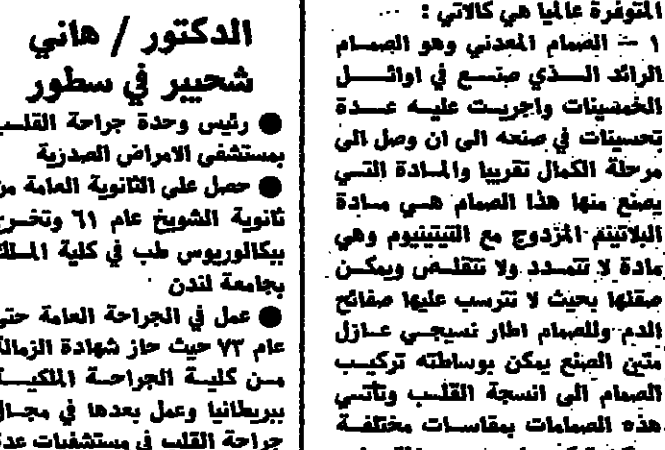 المتوفرة عالميا هي كالاتي :
١ – الصمام المعدني وهو الصمام
الرائد الذي صنع في اوائل
الخمسينات واجريت عليه عدة
تحسينات في صنعه الى ان وصل الى
مرحلة الكمال تقريبا والمادة التي
يصنع منها هذا الصمام هي مادة
البلاتينم المزدوج مع التيتينيوم وهي
مادة لا تتمدد ولا تتقلص ويمكن
صقلها بحيث لا تترسب عليها صفائح
الدم وللصمام اطار نسيجي عازل
متين الصنع يمكن بوساطته تركيب
الصمام الى انسجة القلب وتأتي
هذه الصمامات بمقاسات مختلفة
الدكتور / هاني
شحيبر في سطور
● رئيس وحدة جراحة القلب
بمستشفى الامراض الصدرية
● حصل على الثانوية العامة من
ثانوية الشويخ عام ٦١ وتخرج
ببكالوريوس طب في كلية الملك
بجامعة لندن
● عمل في الجراحة العامة حتى
عام ٧٣ حيث حاز شهادة الزمالة
من كلية الجراحة الملكية
ببريطانيا وعمل بعدها في مجال
جراحة القلب في مستشفيات عدة